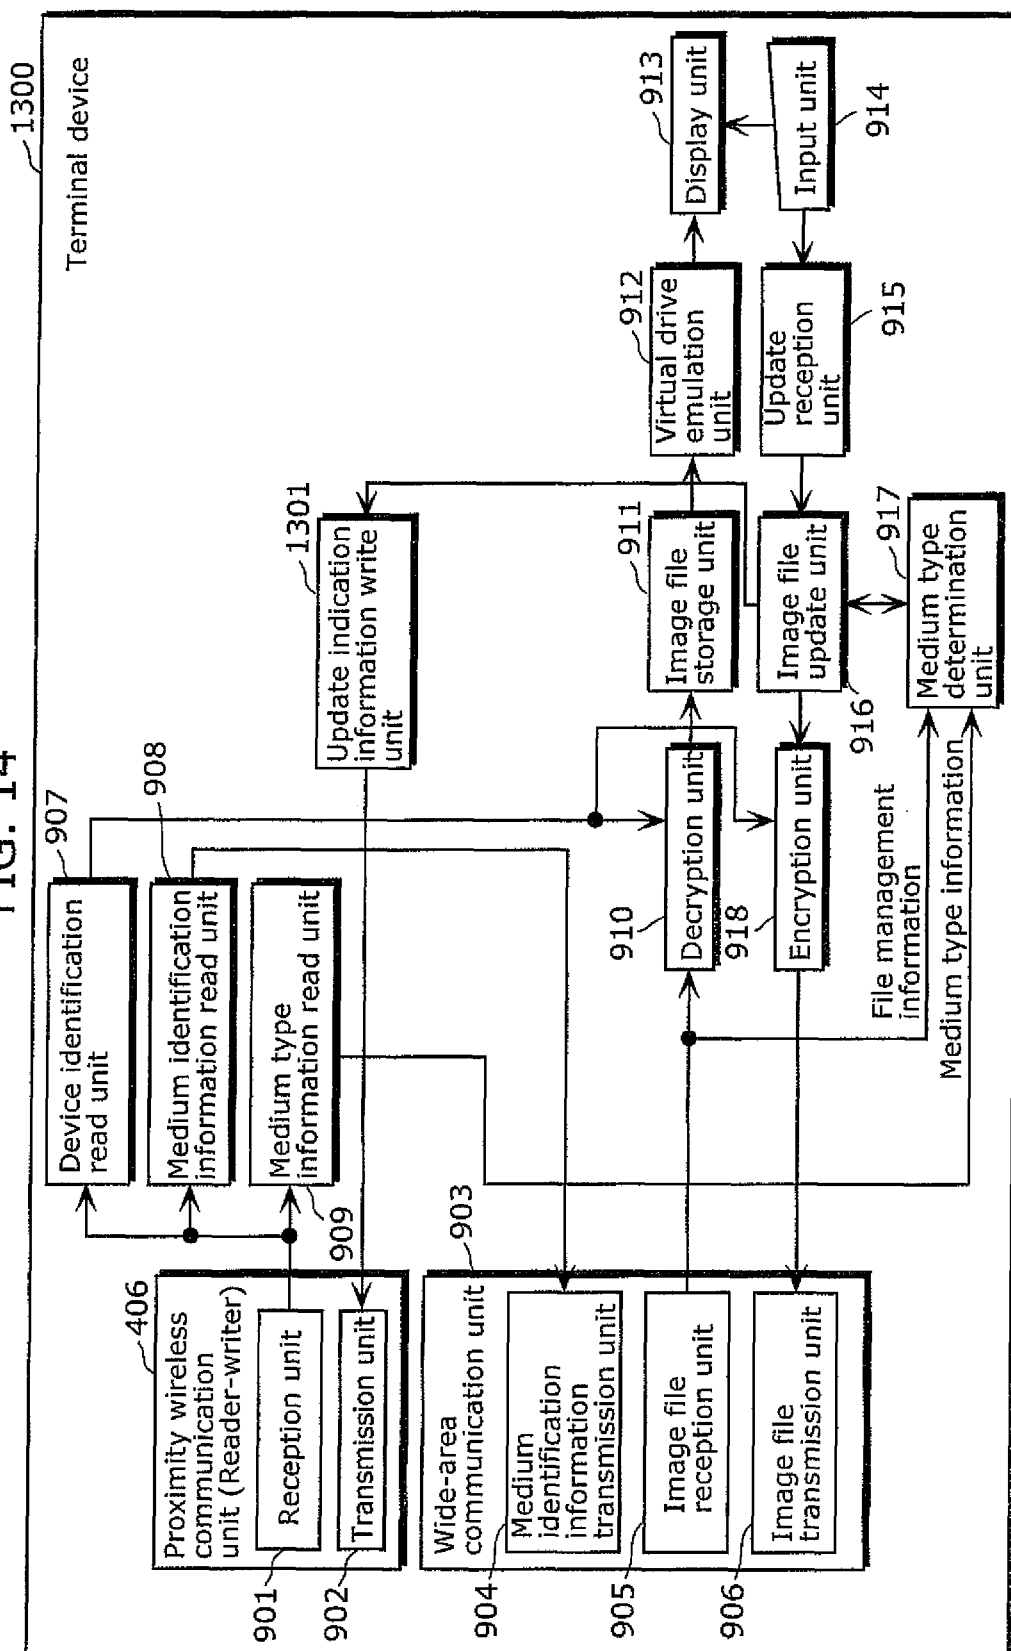 FIG. 14
1300
Terminal device
406
Proximity wireless
communication
unit (Reader-writer)
901
Reception unit
902
Transmission unit
907
Device identification
read unit
908
Medium identification
information read unit
Medium type
information read unit
909
1301
Update indication
information write
unit
903
Wide-area
communication unit
904
Medium
identification
information
transmission unit
905
Image file
reception unit
906
Image file
transmission unit
910
Decryption unit
918
Encryption unit
911
Image file
storage unit
Image file
update unit
916
912
Virtual drive
emulation
unit
Update
reception
unit
915
913
Display unit
Input unit
914
917
Medium type
determination
unit
File management
information
Medium type information